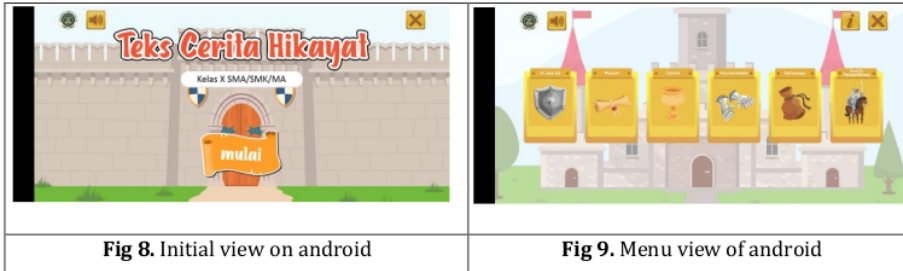 Teks Cerita Hikayat
Kelas X SMA/SMK/MA
mulai
i
Materi
Fig 8. Initial view on android
Fig 9. Menu view of android